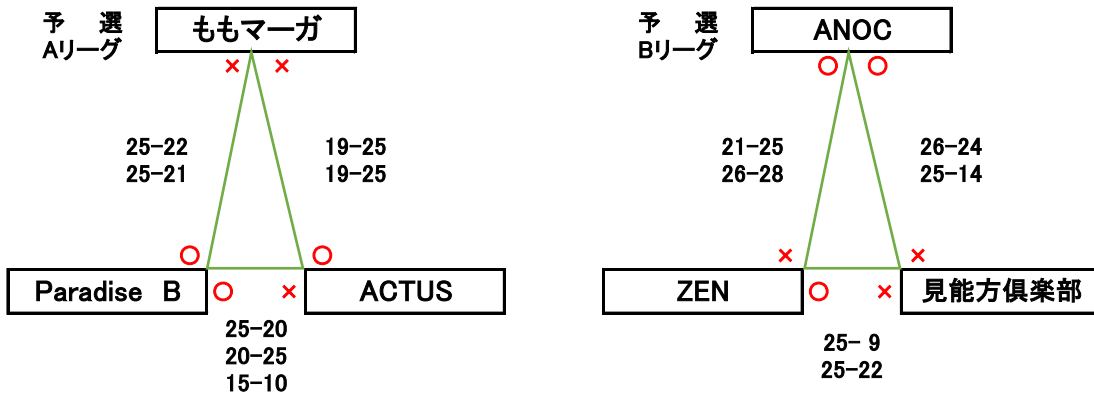 予 選
Aリーグ
ももマーガ
× ×
25-22
25-21
19-25
19-25
○ ○
Paradise B
○ ×
ACTUS
25-20
20-25
15-10
予 選
Bリーグ
ANOC
○ ○
21-25
26-28
26-24
25-14
× ×
ZEN
○ ×
見能方倶楽部
25- 9
25-22